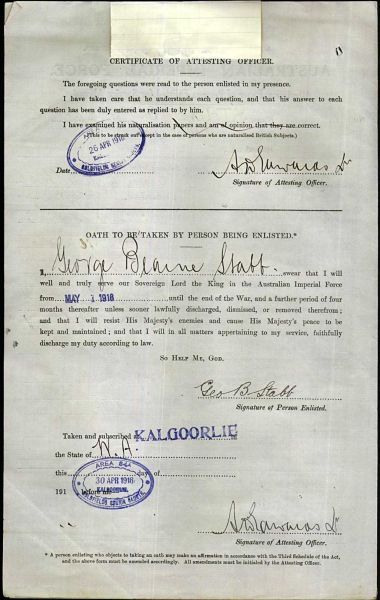 CERTIFICATE OF ATTESTING OFFICER.
The foregoing questions were read to the person enlisted in my presence.
I have taken care that he understands each question, and that his answer to each
question has been duly entered as replied to by him.
I have examined his naturalisation papers and am of opinion that they are correct.
(This to be struck out except in the case of persons who are naturalised British Subjects.)
26 APR 1918
KAL
GOLDFIELDS
Date
Signature of Attesting Officer.
OATH TO BE TAKEN BY PERSON BEING ENLISTED.*
I, George Stabb swear that I will
well and truly serve our Sovereign Lord the King in the Australian Imperial Force
from MAY 1 1918 until the end of the War, and a further period of four
months thereafter unless sooner lawfully discharged, dismissed, or removed therefrom;
and that I will resist His Majesty's enemies and cause His Majesty's peace to be
kept and maintained; and that I will in all matters appertaining to my service, faithfully
discharge my duty according to law.
SO HELP ME, GOD.
Geo B Stabb
Signature of Person Enlisted.
Taken and subscribed at KALGOORLIE
the State of W.A.
AREA 84A
this day of
30 APR 1918
KALGOORLIE
191 before me
GOLDFIELDS
Signature of Attesting Officer.
* A person enlisting who objects to taking an oath may make an affirmation in accordance with the Third Schedule of the Act,
and the above form must be amended accordingly. All amendments must be initialed by the Attesting Officer.